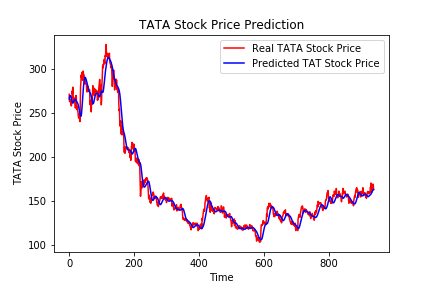 TATA Stock Price Prediction
Real TATA Stock Price
Predicted TAT Stock Price
TATA Stock Price
300
250
200
150
100
0
200
400
600
800
Time